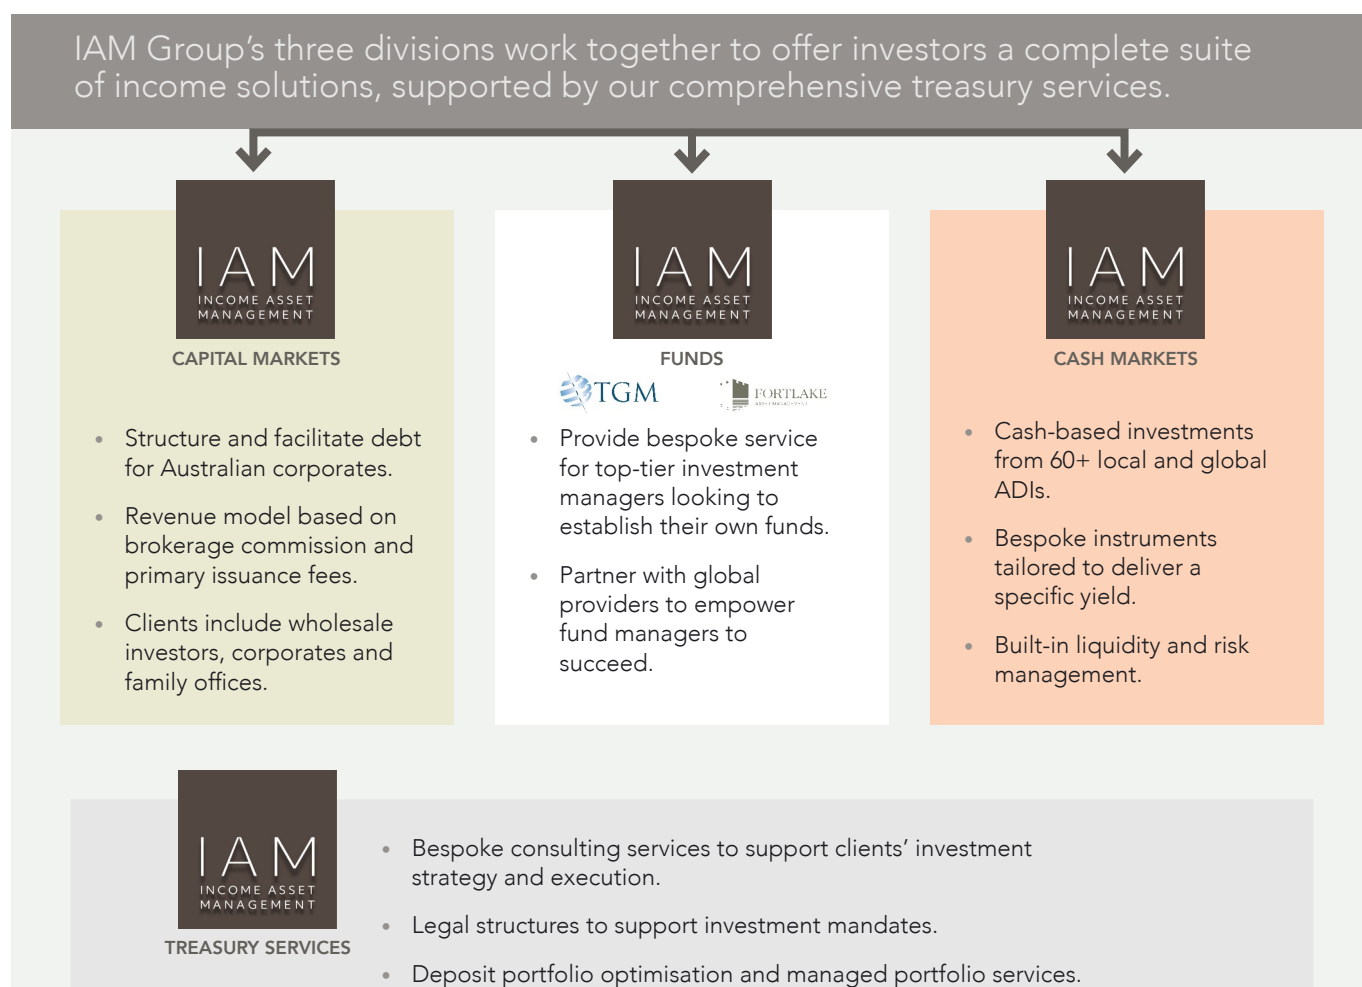 IAM Group’s three divisions work together to offer investors a complete suite
of income solutions, supported by our comprehensive treasury services.
IAM
INCOME ASSET
MANAGEMENT
CAPITAL MARKETS
• Structure and facilitate debt
for Australian corporates.
• Revenue model based on
brokerage commission and
primary issuance fees.
• Clients include wholesale
investors, corporates and
family offices.
IAM
INCOME ASSET
MANAGEMENT
FUNDS
TGM
FORTLAKE
ASSET MANAGEMENT
• Provide bespoke service
for top-tier investment
managers looking to
establish their own funds.
• Partner with global
providers to empower
fund managers to
succeed.
IAM
INCOME ASSET
MANAGEMENT
CASH MARKETS
• Cash-based investments
from 60+ local and global
ADIs.
• Bespoke instruments
tailored to deliver a
specific yield.
• Built-in liquidity and risk
management.
IAM
INCOME ASSET
MANAGEMENT
TREASURY SERVICES
• Bespoke consulting services to support clients’ investment
strategy and execution.
• Legal structures to support investment mandates.
• Deposit portfolio optimisation and managed portfolio services.